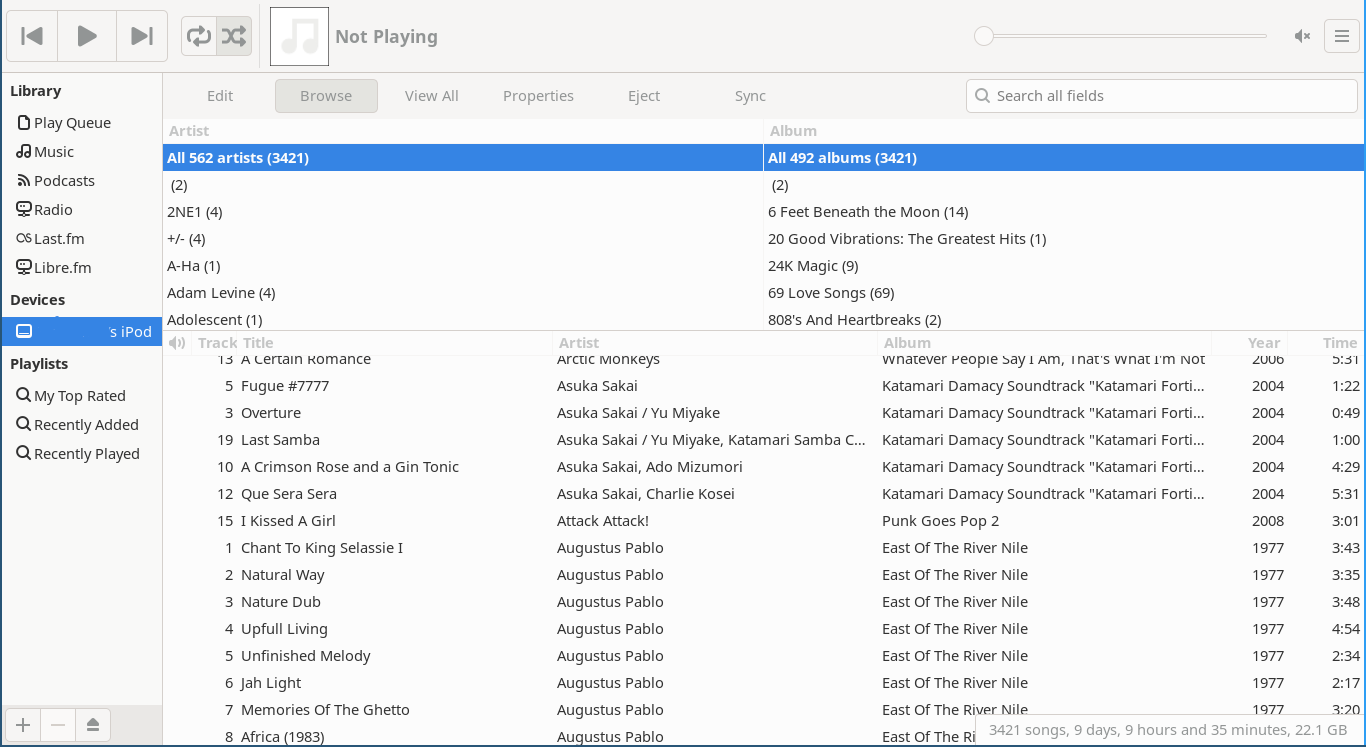 Not Playing
Library
Play Queue
Music
Podcasts
Radio
Last.fm
Libre.fm
Devices
's iPod
Playlists
My Top Rated
Recently Added
Recently Played
Edit Browse View All Properties Eject Sync Search all fields
Artist Album
All 562 artists (3421) All 492 albums (3421)
(2) (2)
2NE1 (4) 6 Feet Beneath the Moon (14)
+/- (4) 20 Good Vibrations: The Greatest Hits (1)
A-Ha (1) 24K Magic (9)
Adam Levine (4) 69 Love Songs (69)
Adolescent (1) 808's And Heartbreaks (2)
Track Title Artist Album Year Time
13 A Certain Romance Arctic Monkeys Whatever People Say I Am, That's What I'm Not 2006 5:31
5 Fugue #7777 Asuka Sakai Katamari Damacy Soundtrack "Katamari Forti... 2004 1:22
3 Overture Asuka Sakai / Yu Miyake Katamari Damacy Soundtrack "Katamari Forti... 2004 0:49
19 Last Samba Asuka Sakai / Yu Miyake, Katamari Samba C... Katamari Damacy Soundtrack "Katamari Forti... 2004 1:00
10 A Crimson Rose and a Gin Tonic Asuka Sakai, Ado Mizumori Katamari Damacy Soundtrack "Katamari Forti... 2004 4:29
12 Que Sera Sera Asuka Sakai, Charlie Kosei Katamari Damacy Soundtrack "Katamari Forti... 2004 5:31
15 I Kissed A Girl Attack Attack! Punk Goes Pop 2 2008 3:01
1 Chant To King Selassie I Augustus Pablo East Of The River Nile 1977 3:43
2 Natural Way Augustus Pablo East Of The River Nile 1977 3:35
3 Nature Dub Augustus Pablo East Of The River Nile 1977 3:48
4 Upfull Living Augustus Pablo East Of The River Nile 1977 4:54
5 Unfinished Melody Augustus Pablo East Of The River Nile 1977 2:34
6 Jah Light Augustus Pablo East Of The River Nile 1977 2:17
7 Memories Of The Ghetto Augustus Pablo East Of The River Nile 1977 3:20
8 Africa (1983) Augustus Pablo East Of The Ri
3421 songs, 9 days, 9 hours and 35 minutes, 22.1 GB